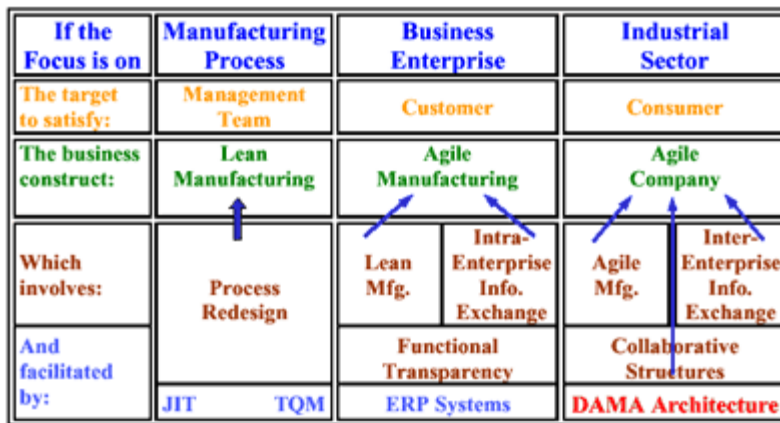 If the
Focus is on
Manufacturing
Process
Business
Enterprise
Industrial
Sector
The target
to satisfy:
Management
Team
Customer
Consumer
The business
construct:
Lean
Manufacturing
Agile
Manufacturing
Agile
Company
Which
involves:
Process
Redesign
Lean
Mfg.
Intra-
Enterprise
Info.
Exchange
Agile
Mfg.
Inter-
Enterprise
Info.
Exchange
Functional
Transparency
Collaborative
Structures
And
facilitated
by:
JIT TQM
ERP Systems
DAMA Architecture